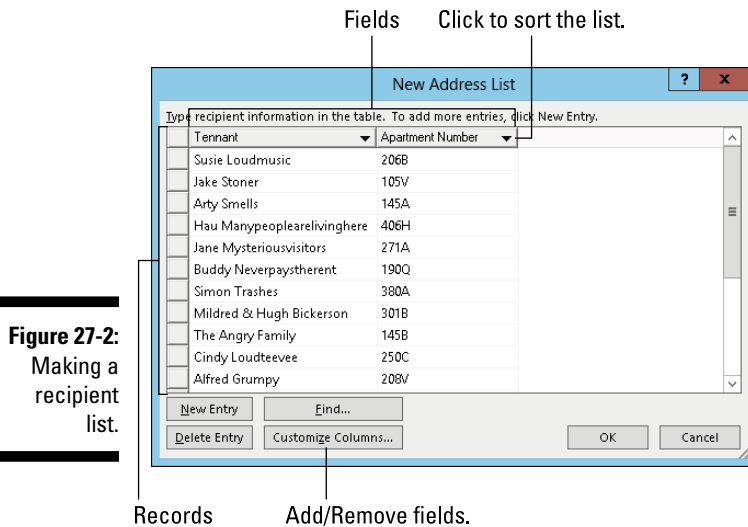 Fields Click to sort the list.
New Address List
? x
Type recipient information in the table. To add more entries, click New Entry.
Tennant Apartment Number
Susie Loudmusic 206B
Jake Stoner 105V
Arty Smells 145A
Hau Manypeoplearelivinghere 406H
Jane Mysteriousvisitors 271A
Buddy Neverpaystherent 190Q
Simon Trashes 380A
Mildred & Hugh Bickerson 301B
The Angry Family 145B
Cindy Loudteevee 250C
Alfred Grumpy 208V
Figure 27-2:
Making a
recipient
list.
New Entry Find...
Delete Entry Customize Columns... OK Cancel
Records Add/Remove fields.